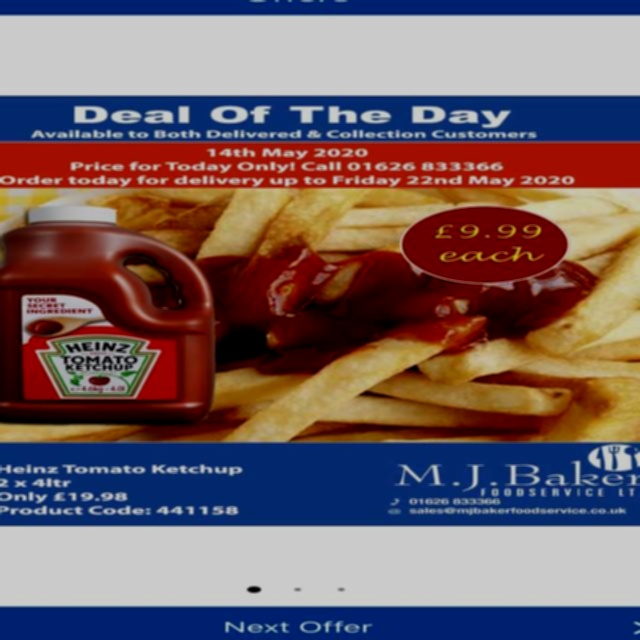 Deal Of The Day
Available to Both Delivered & Collection Customers
14th May 2020
Price for Today Only! Call 01626 833366
Order today for delivery up to Friday 22nd May 2020
£9.99
each
YOUR
SECRET
INGREDIENT
HEINZ
TOMATO
KETCHUP
Heinz Tomato Ketchup
2 x 4ltr
Only £19.98
Product Code: 441158
M.J.Baker
FOODSERVICE LT
01626 833366
sales@mjbakerfoodservice.co.uk
Next Offer